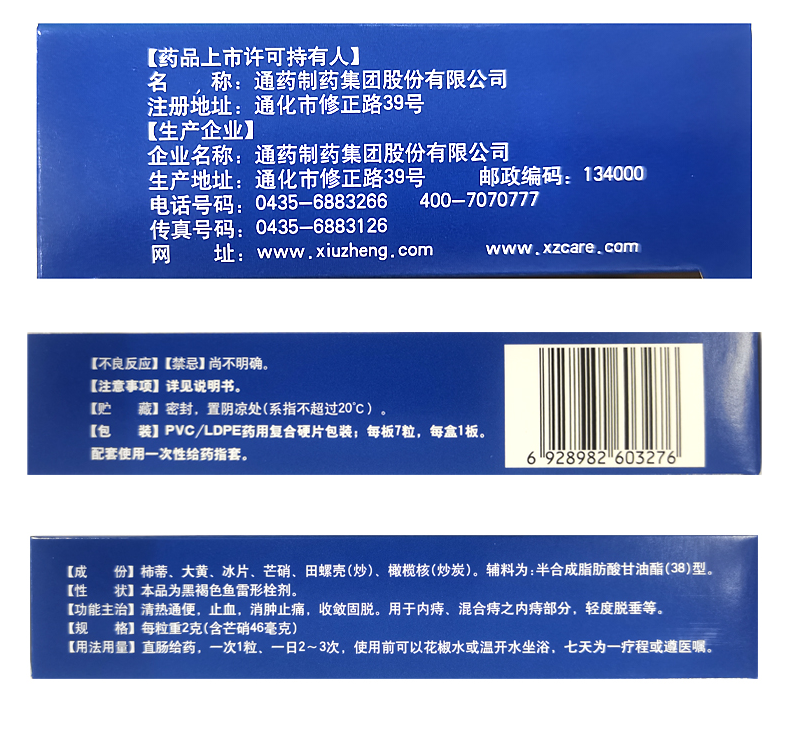 【药品上市许可持有人】
名 称：通药制药集团股份有限公司
注册地址：通化市修正路39号
【生产企业】
企业名称：通药制药集团股份有限公司
生产地址：通化市修正路39号 邮政编码：134000
电话号码：0435-6883266 400-7070777
传真号码：0435-6883126
网 址：www.xiuzheng.com www.xzcare.com
【不良反应】【禁忌】尚不明确。
【注意事项】详见说明书。
【贮 藏】密封，置阴凉处(系指不超过20℃)。
【包 装】PVC/LDPE药用复合硬片包装；每板7粒，每盒1板。
配套使用一次性给药指套。
6 928982 603276
【成 份】柿蒂、大黄、冰片、芒硝、田螺壳(炒)、橄榄核(炒炭)。辅料为：半合成脂肪酸甘油酯(38)型。
【性 状】本品为黑褐色鱼雷形栓剂。
【功能主治】清热通便，止血，消肿止痛，收敛固脱。用于内痔、混合痔之内痔部分，轻度脱垂等。
【规 格】每粒重2克(含芒硝46毫克)
【用法用量】直肠给药，一次1粒、一日2～3次，使用前可以花椒水或温开水坐浴，七天为一疗程或遵医嘱。